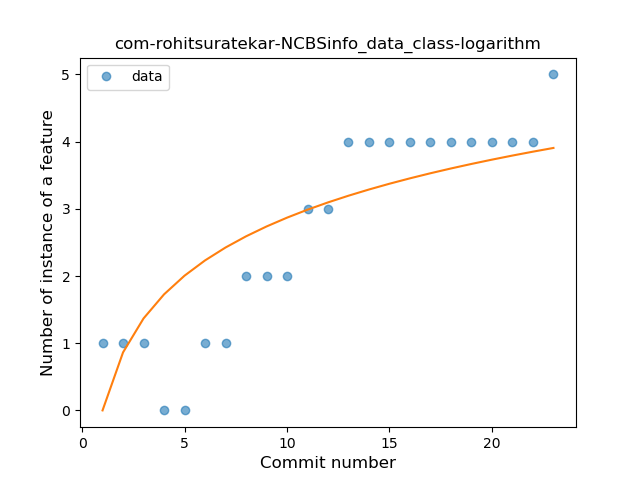 com-rohitsuratekar-NCBSinfo_data_class-logarithm
data
Number of instance of a feature
5
4
3
2
1
0
0
5
10
15
20
Commit number